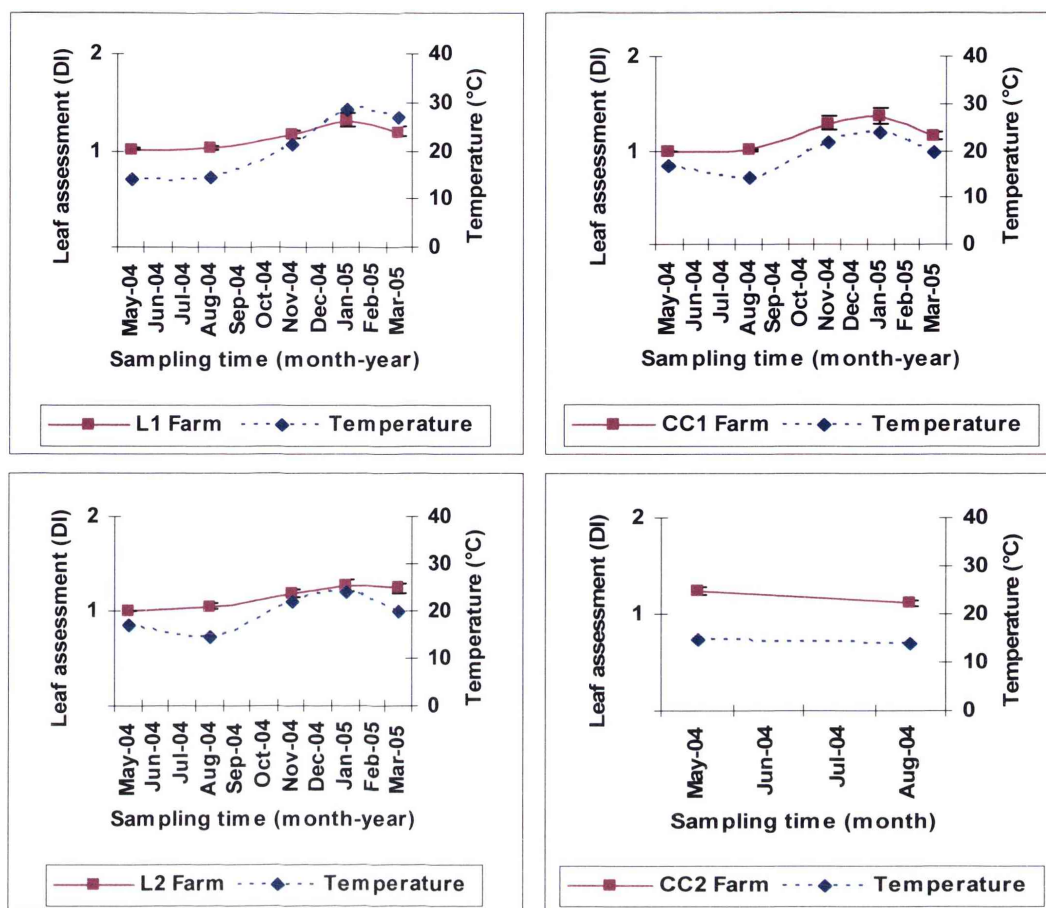 Leaf assessment (DI)
2
1
40
30
20
10
0
Temperature (°C)
May-04
Jun-04
Jul-04
Aug-04
Sep-04
Oct-04
Nov-04
Dec-04
Jan-05
Feb-05
Mar-05
Sampling time (month-year)
L1 Farm Temperature
Leaf assessment (DI)
2
1
40
30
20
10
0
Temperature (°C)
May-04
Jun-04
Jul-04
Aug-04
Sep-04
Oct-04
Nov-04
Dec-04
Jan-05
Feb-05
Mar-05
Sampling time (month-year)
CC1 Farm Temperature
Leaf assessment (DI)
2
1
40
30
20
10
0
Temperature (°C)
May-04
Jun-04
Jul-04
Aug-04
Sep-04
Oct-04
Nov-04
Dec-04
Jan-05
Feb-05
Mar-05
Sampling time (month-year)
L2 Farm Temperature
Leaf assessment (DI)
2
1
40
30
20
10
0
Temperature (°C)
May-04
Jun-04
Jul-04
Aug-04
Sampling time (month)
CC2 Farm Temperature